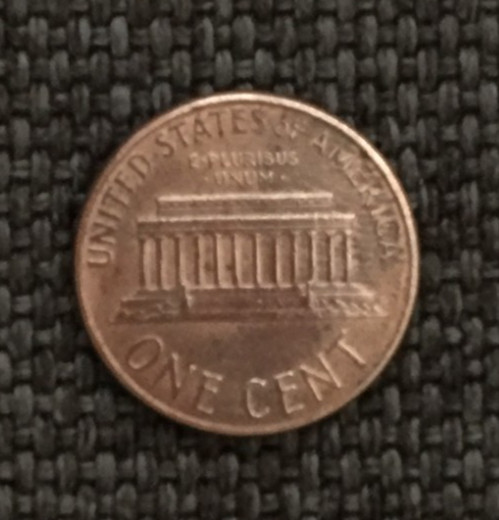 UNITED STATES OF AMERICA
E·PLURIBUS
·UNUM·
ONE CENT